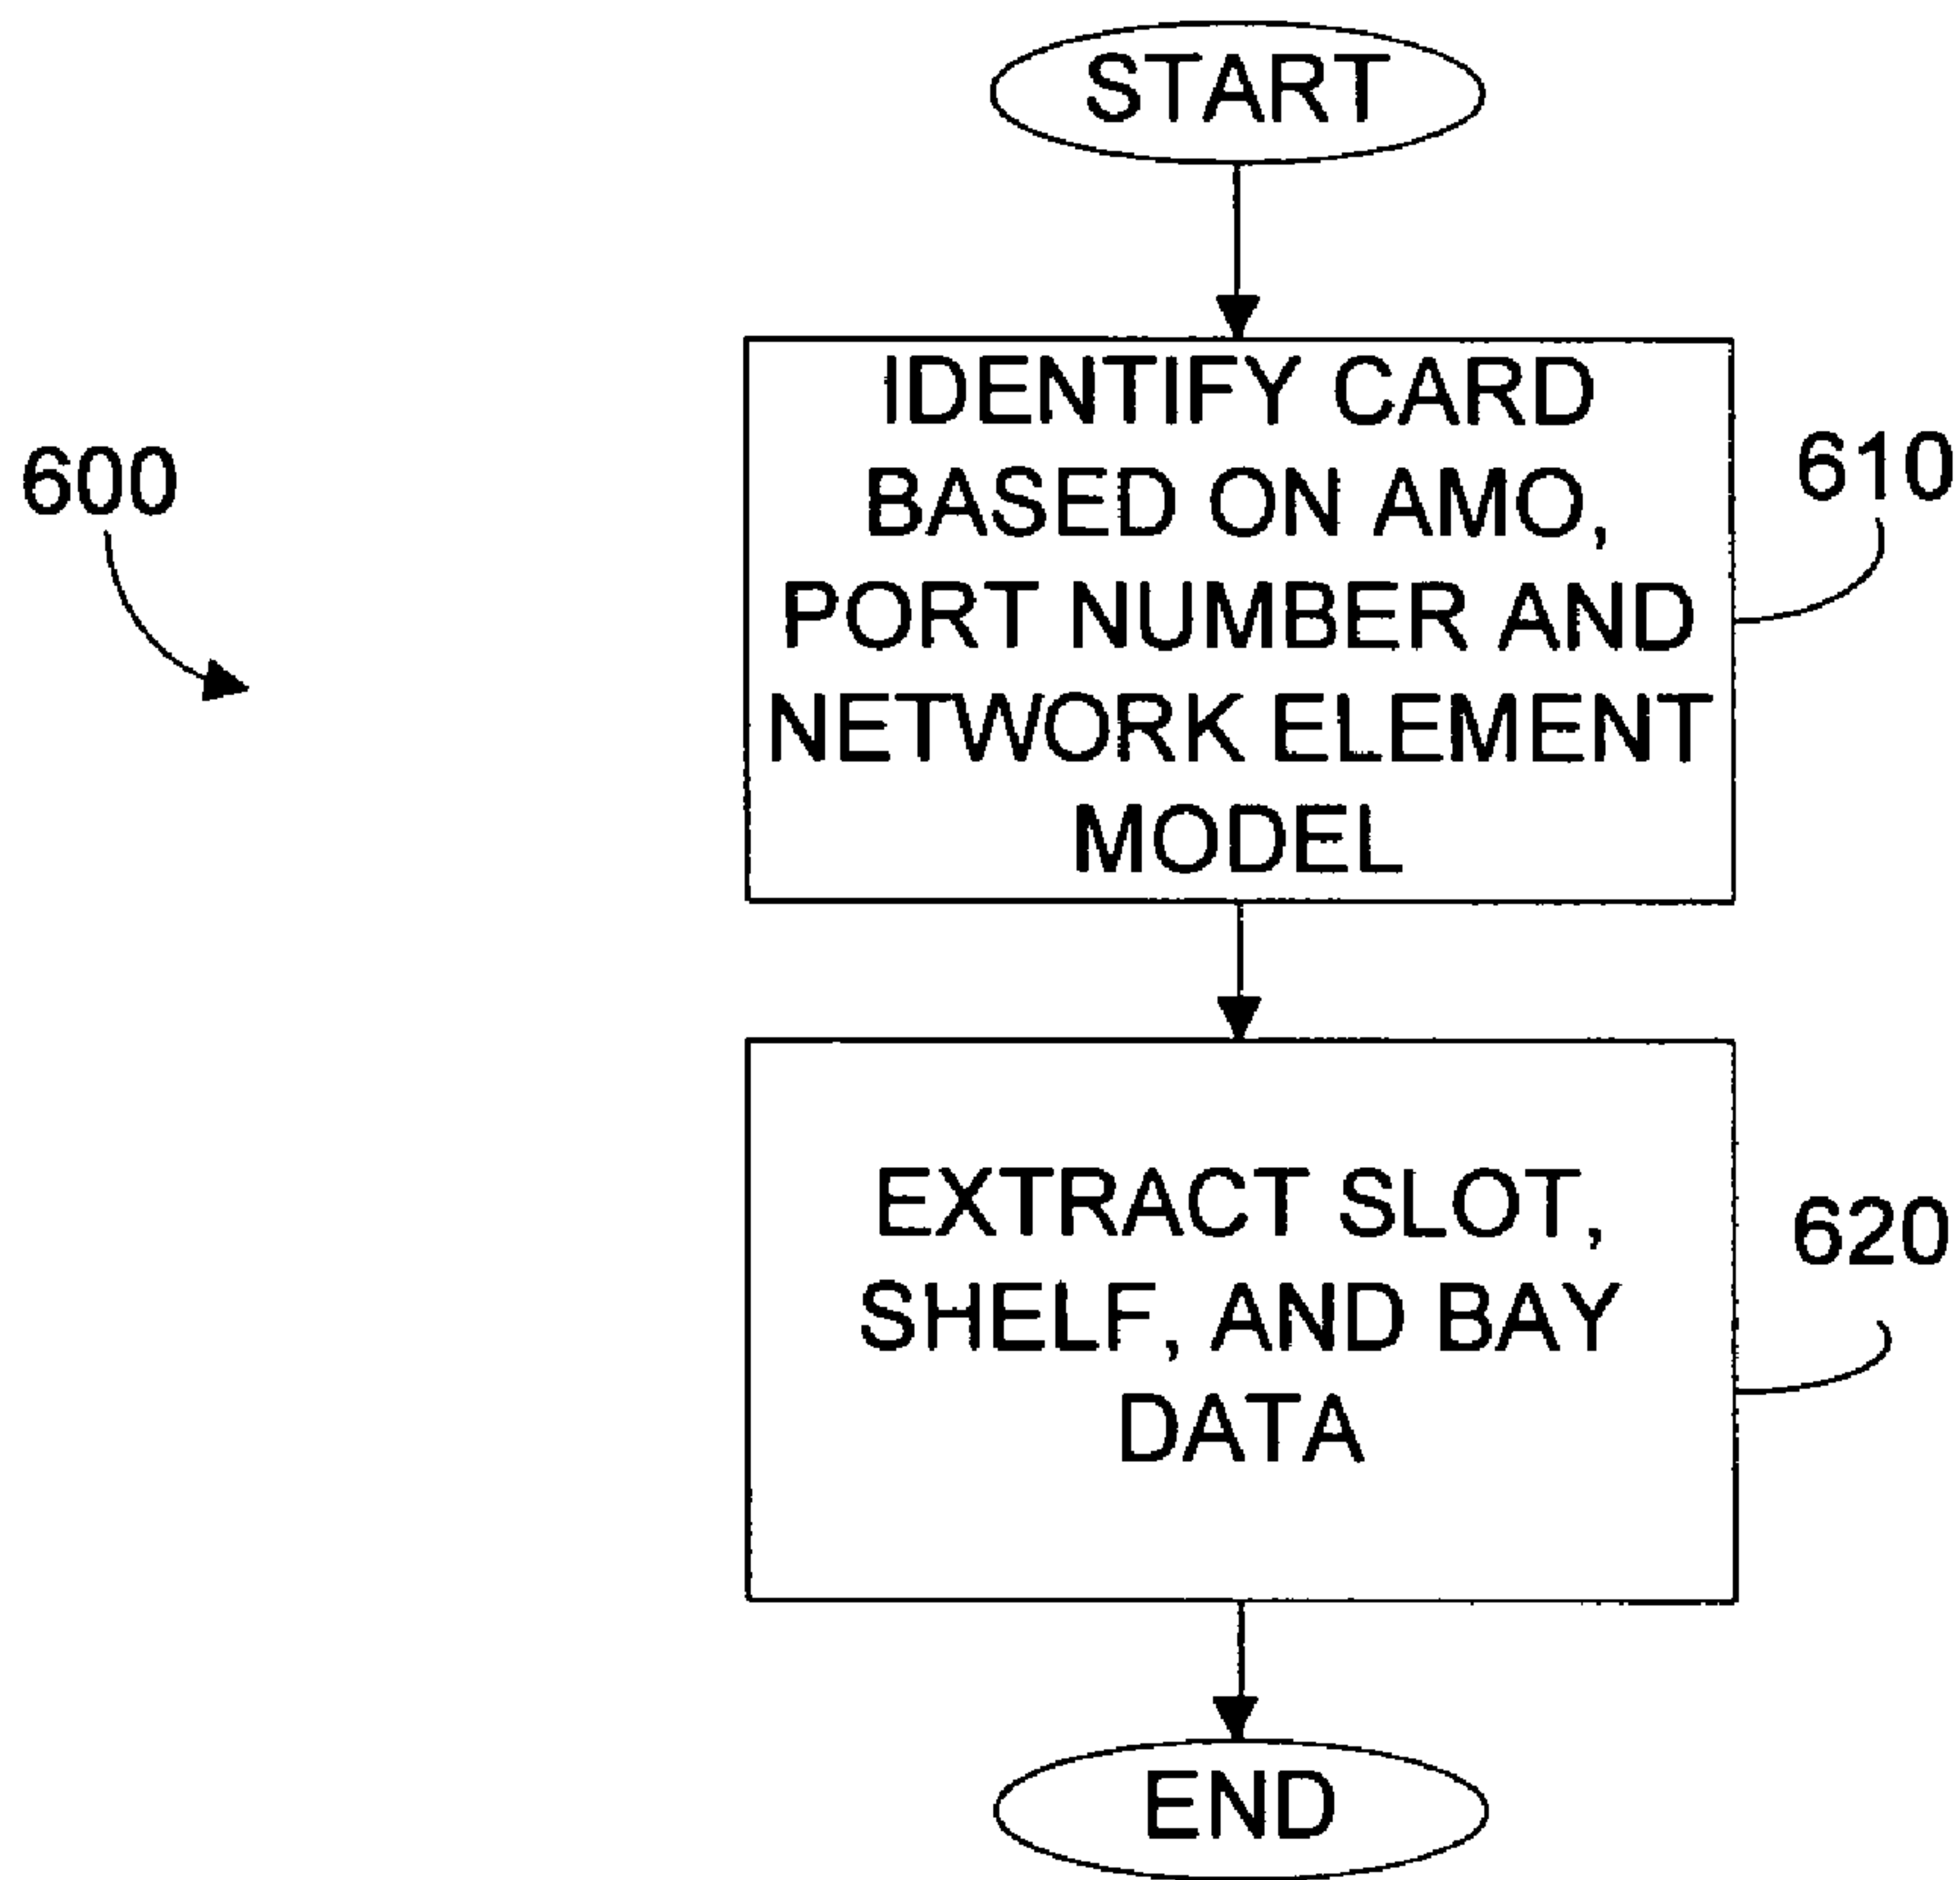 START
600
IDENTIFY CARD
BASED ON AMO,
PORT NUMBER AND
NETWORK ELEMENT
MODEL
610
EXTRACT SLOT,
SHELF, AND BAY
DATA
620
END